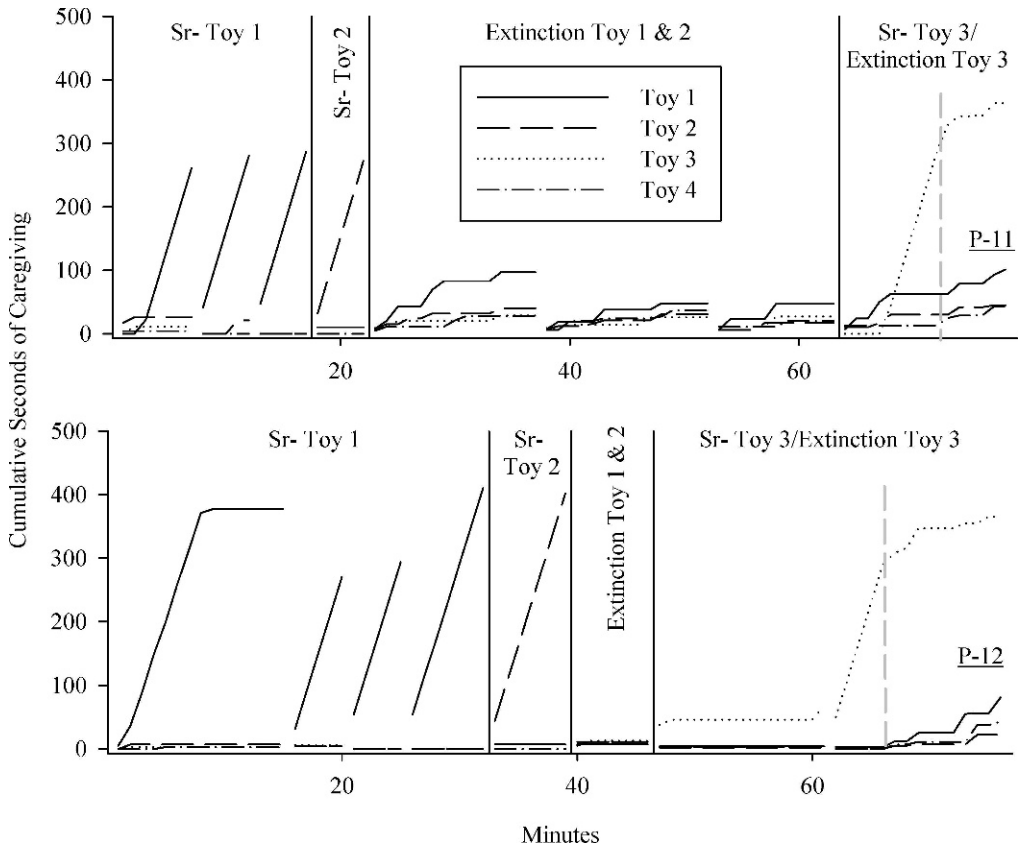 Cumulative Seconds of Caregiving
500
400
300
200
100
0
Sr- Toy 1
Sr- Toy 2
Extinction Toy 1 & 2
Sr- Toy 3/
Extinction Toy 3
Toy 1
Toy 2
Toy 3
Toy 4
P-11
20
40
60
500
400
300
200
100
0
Sr- Toy 1
Sr-
Toy 2
Extinction Toy 1 & 2
Sr- Toy 3/Extinction Toy 3
P-12
20
40
60
Minutes